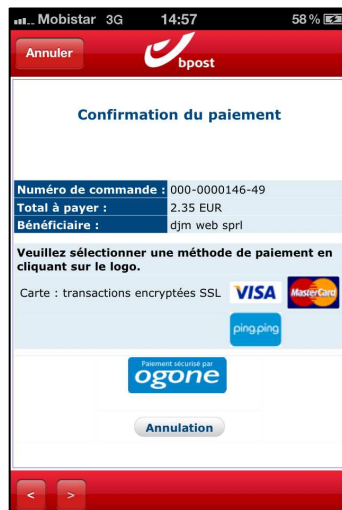 Mobistar 3G 14:57 58 %
Annuler
bpost
Confirmation du paiement
Numéro de commande : 000-0000146-49
Total à payer : 2.35 EUR
Bénéficiaire : djm web sprl
Veuillez sélectionner une méthode de paiement en
cliquant sur le logo.
Carte : transactions encryptées SSL VISA MasterCard
ping.ping
Paiement sécurisé par
ogone
Annulation
< >